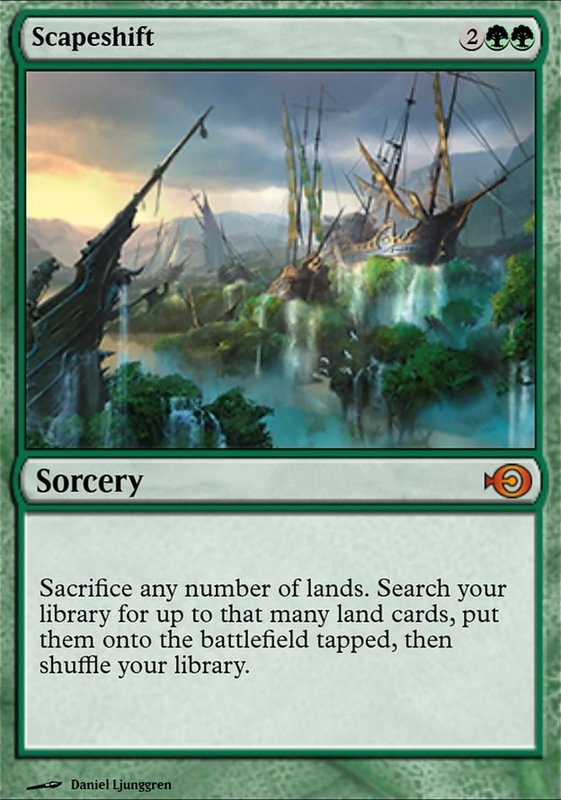 Scapeshift 2
Sorcery
Sacrifice any number of lands. Search your
library for up to that many land cards, put
them onto the battlefield tapped, then
shuffle your library.
Daniel Ljunggren